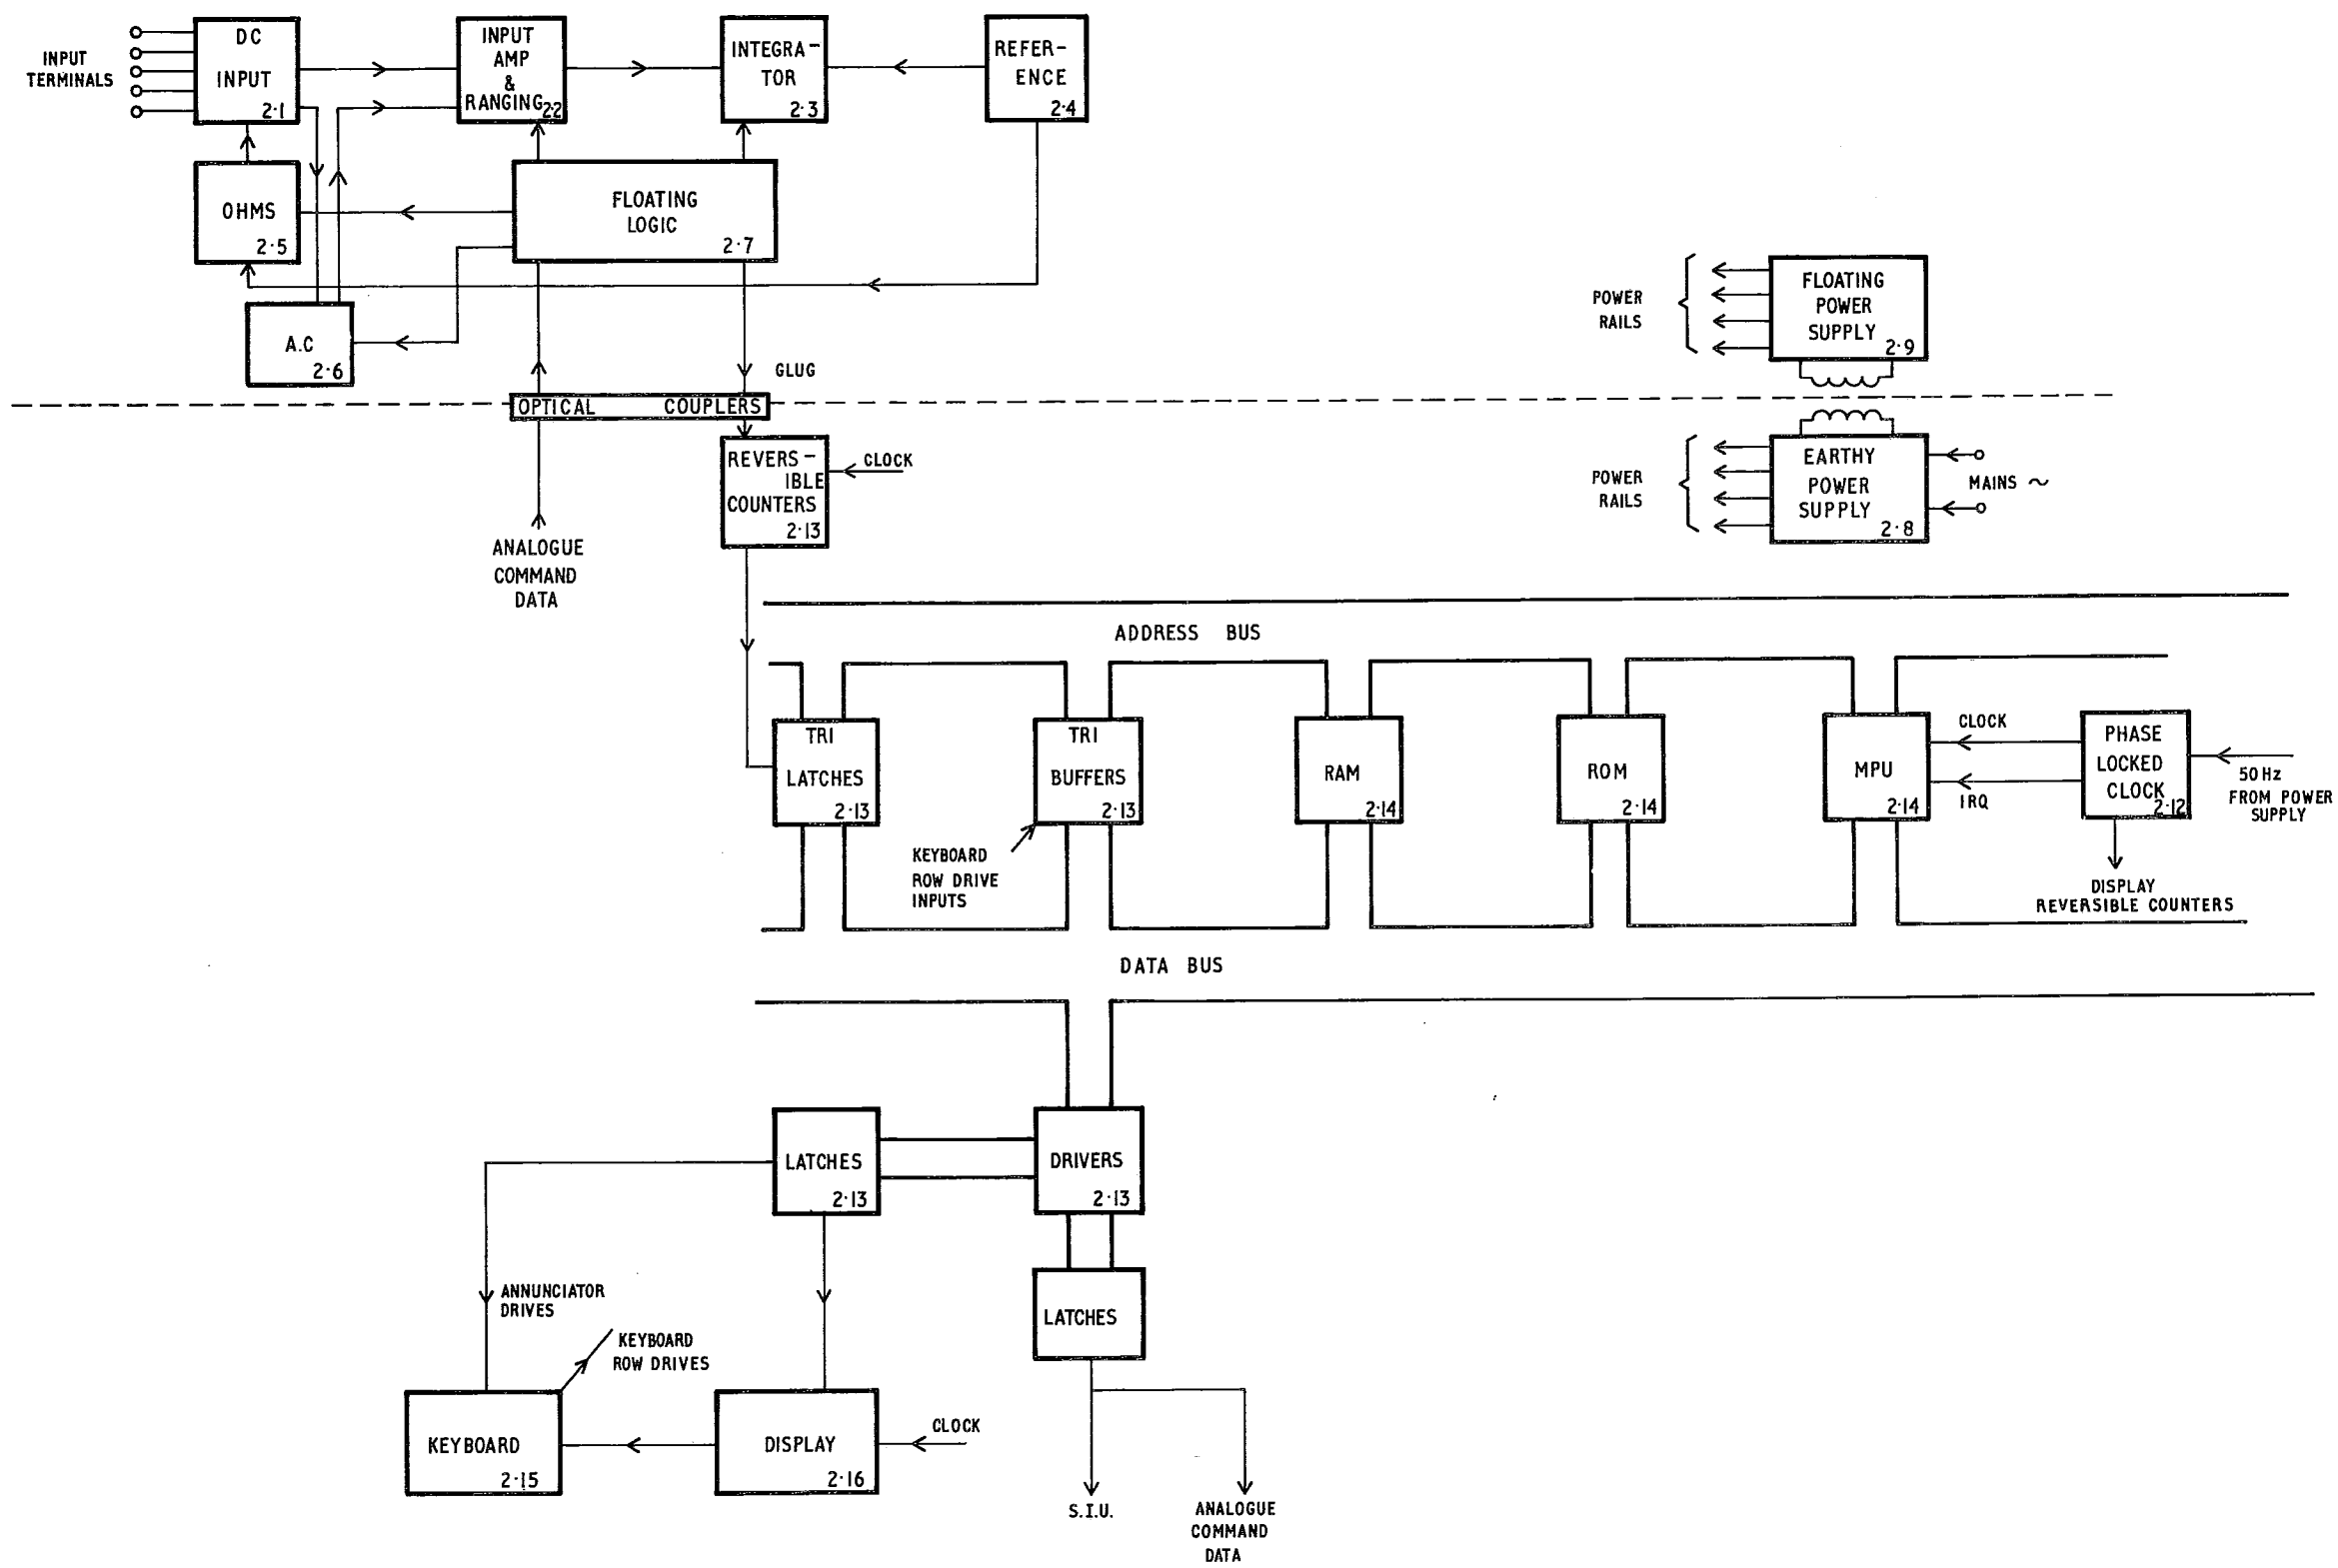 INPUT
TERMINALS
DC
INPUT
2·1
INPUT
AMP
&
RANGING
2·2
INTEGRA-
TOR
2·3
REFER-
ENCE
2·4
OHMS
2·5
FLOATING
LOGIC
2·7
A.C
2·6
GLUG
OPTICAL COUPLERS
REVERS-
IBLE
COUNTERS
2·13
CLOCK
ANALOGUE
COMMAND
DATA
POWER
RAILS
FLOATING
POWER
SUPPLY
2·9
POWER
RAILS
EARTHY
POWER
SUPPLY
2·8
MAINS ~
ADDRESS BUS
TRI
LATCHES
2·13
TRI
BUFFERS
2·13
KEYBOARD
ROW DRIVE
INPUTS
RAM
2·14
ROM
2·14
MPU
2·14
CLOCK
IRQ
PHASE
LOCKED
CLOCK
2·12
50Hz
FROM POWER
SUPPLY
DISPLAY
REVERSIBLE COUNTERS
DATA BUS
LATCHES
2·13
DRIVERS
2·13
LATCHES
ANNUNCIATOR
DRIVES
KEYBOARD
ROW DRIVES
KEYBOARD
2·15
DISPLAY
2·16
CLOCK
S.I.U.
ANALOGUE
COMMAND
DATA